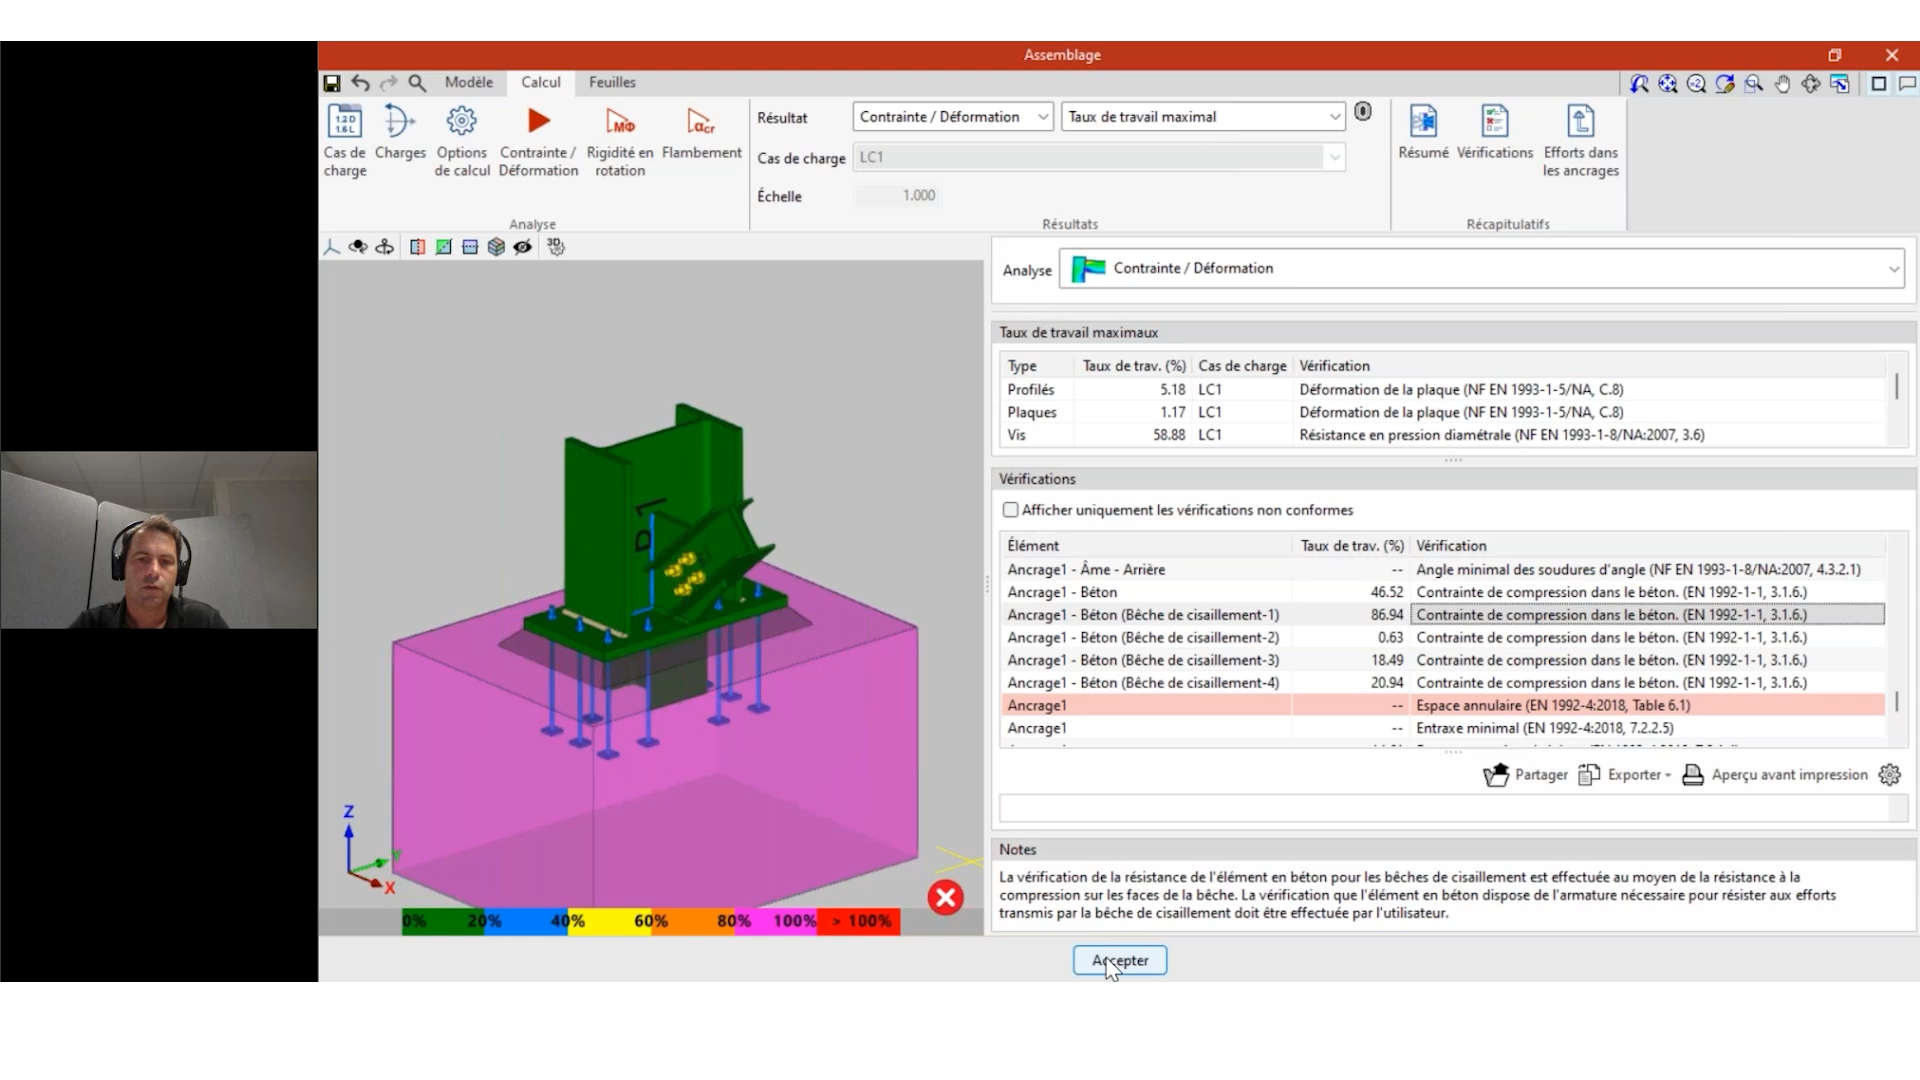 Assemblage
Modèle Calcul Feuilles
Cas de charge
Charges
Options de calcul
Contrainte / Déformation
Rigidité en rotation
Flambement
Analyse
Résultat Contrainte / Déformation Taux de travail maximal
Cas de charge LC1
Échelle 1.000
Résultats
Résumé
Vérifications
Efforts dans les ancrages
Récapitulatifs
Analyse Contrainte / Déformation
Taux de travail maximaux
Type Taux de trav. (%) Cas de charge Vérification
Profilés 5.18 LC1 Déformation de la plaque (NF EN 1993-1-5/NA, C.8)
Plaques 1.17 LC1 Déformation de la plaque (NF EN 1993-1-5/NA, C.8)
Vis 58.88 LC1 Résistance en pression diamétrale (NF EN 1993-1-8/NA:2007, 3.6)
Vérifications
Afficher uniquement les vérifications non conformes
Élément Taux de trav. (%) Vérification
Ancrage1 - Âme - Arrière -- Angle minimal des soudures d'angle (NF EN 1993-1-8/NA:2007, 4.3.2.1)
Ancrage1 - Béton 46.52 Contrainte de compression dans le béton. (EN 1992-1-1, 3.1.6.)
Ancrage1 - Béton (Bêche de cisaillement-1) 86.94 Contrainte de compression dans le béton. (EN 1992-1-1, 3.1.6.)
Ancrage1 - Béton (Bêche de cisaillement-2) 0.63 Contrainte de compression dans le béton. (EN 1992-1-1, 3.1.6.)
Ancrage1 - Béton (Bêche de cisaillement-3) 18.49 Contrainte de compression dans le béton. (EN 1992-1-1, 3.1.6.)
Ancrage1 - Béton (Bêche de cisaillement-4) 20.94 Contrainte de compression dans le béton. (EN 1992-1-1, 3.1.6.)
Ancrage1 -- Espace annulaire (EN 1992-4:2018, Table 6.1)
Ancrage1 -- Entraxe minimal (EN 1992-4:2018, 7.2.2.5)
Partager Exporter Aperçu avant impression
Notes
La vérification de la résistance de l'élément en béton pour les bêches de cisaillement est effectuée au moyen de la résistance à la
compression sur les faces de la bêche. La vérification que l'élément en béton dispose de l'armature nécessaire pour résister aux efforts
transmis par la bêche de cisaillement doit être effectuée par l'utilisateur.
Z
Y
X
0% 20% 40% 60% 80% 100% > 100%
Accepter